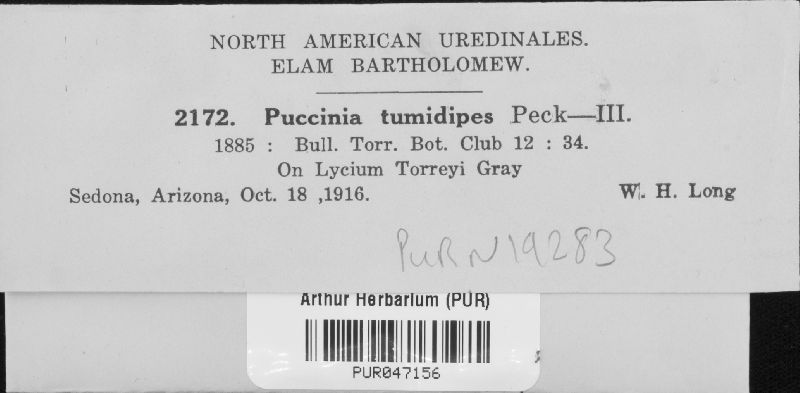 NORTH AMERICAN UREDINALES.
ELAM BARTHOLOMEW.
2172. Puccinia tumidipes Peck—III.
1885 : Bull. Torr. Bot. Club 12 : 34.
On Lycium Torreyi Gray
Sedona, Arizona, Oct. 18 ,1916. W. H. Long
PUR N19283
Arthur Herbarium (PUR)
PUR047156